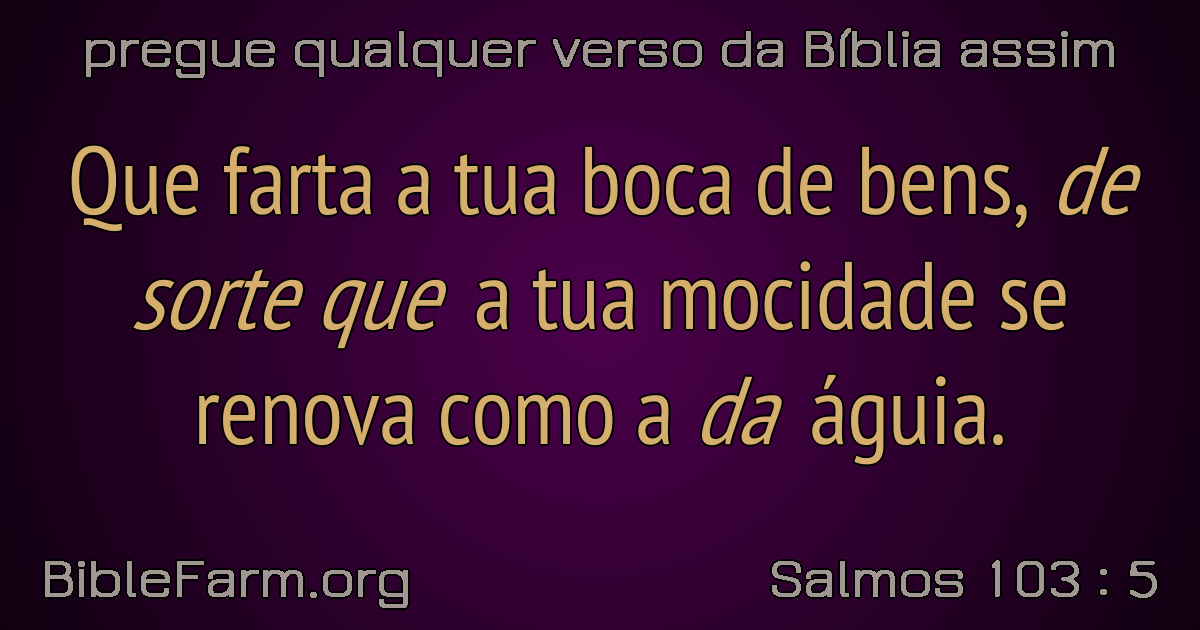 pregue qualquer verso da Bíblia assim
Que farta a tua boca de bens, de
sorte que a tua mocidade se
renova como a da águia.
BibleFarm.org
Salmos 103 : 5